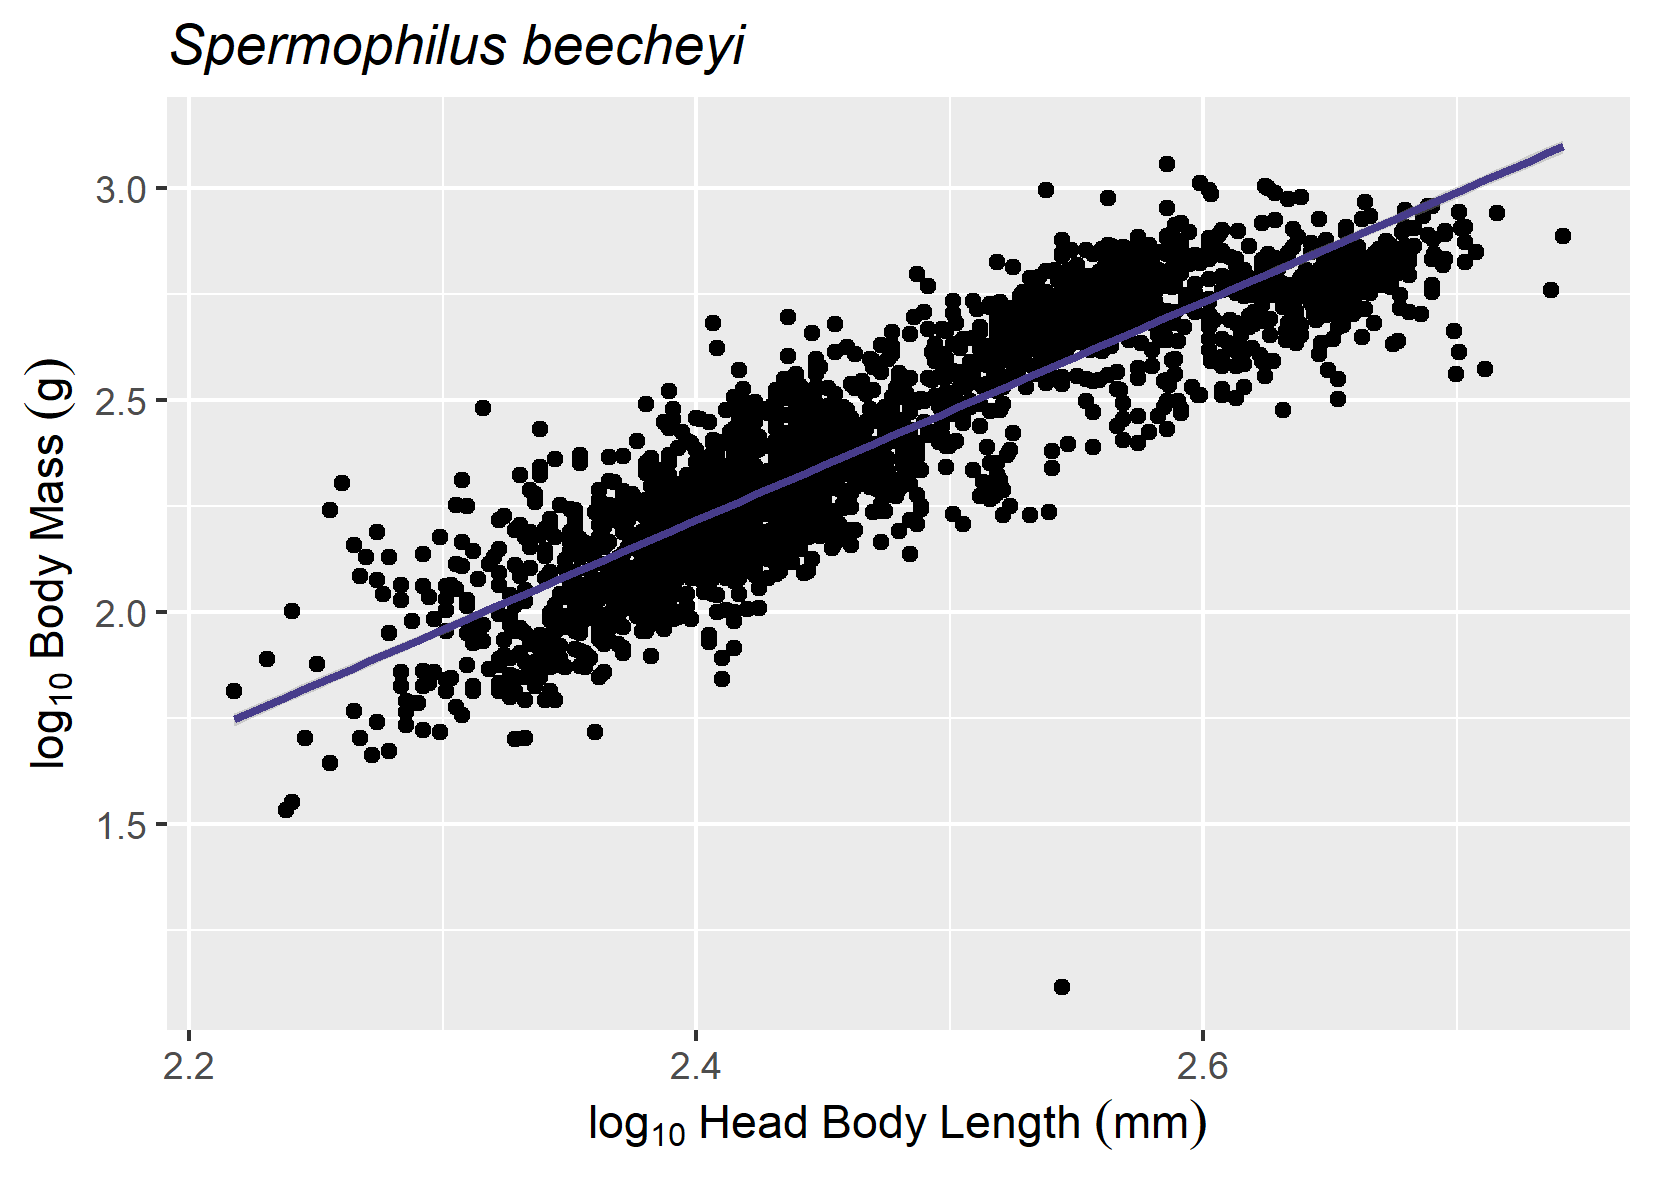 Spermophilus beecheyi
log₁₀ Body Mass (g)
3.0
2.5
2.0
1.5
2.2 2.4 2.6
log₁₀ Head Body Length (mm)